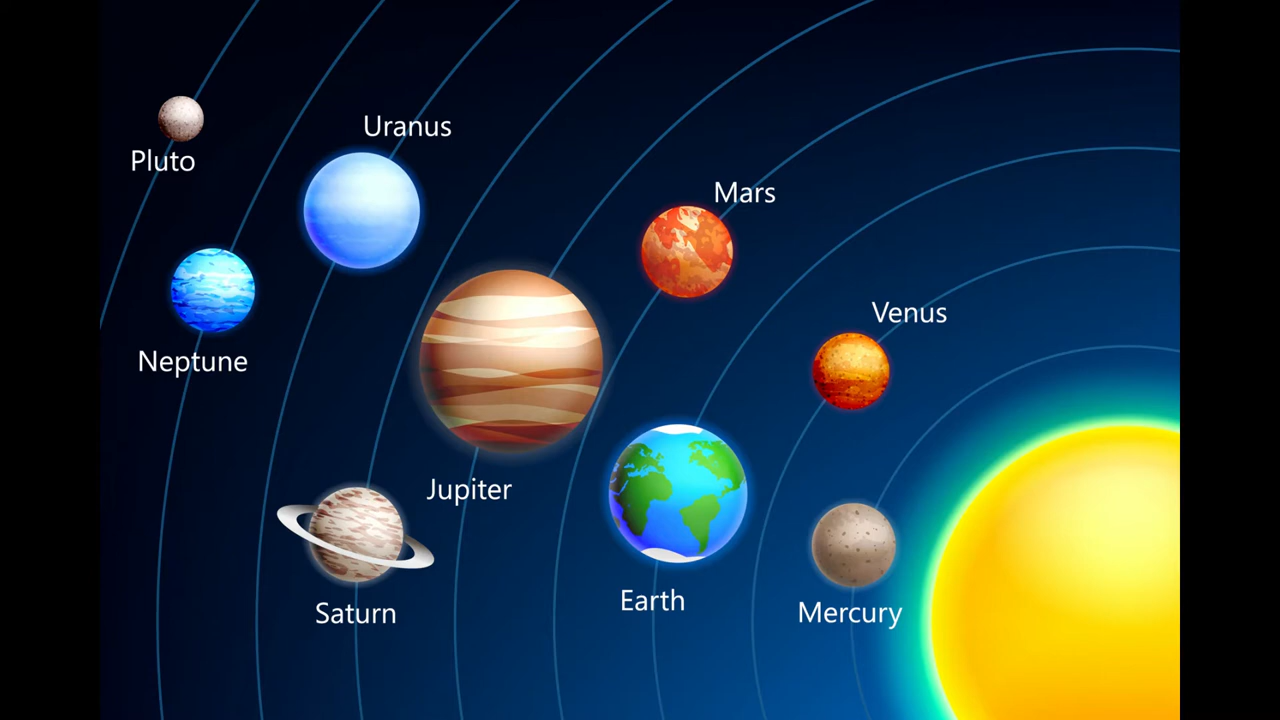 Uranus
Pluto
Mars
Venus
Neptune
Jupiter
Earth
Saturn
Mercury